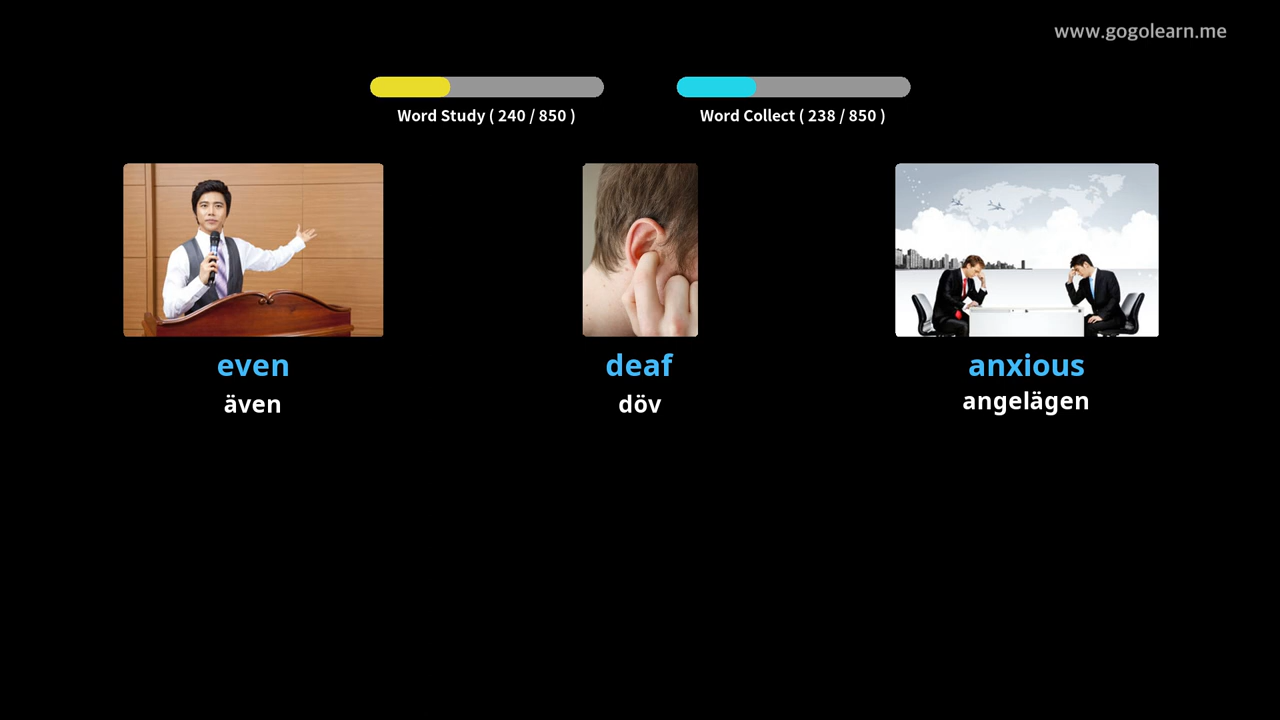 www.gogolearn.me
Word Study ( 240 / 850 )
Word Collect ( 238 / 850 )
even
även
deaf
döv
anxious
angelägen